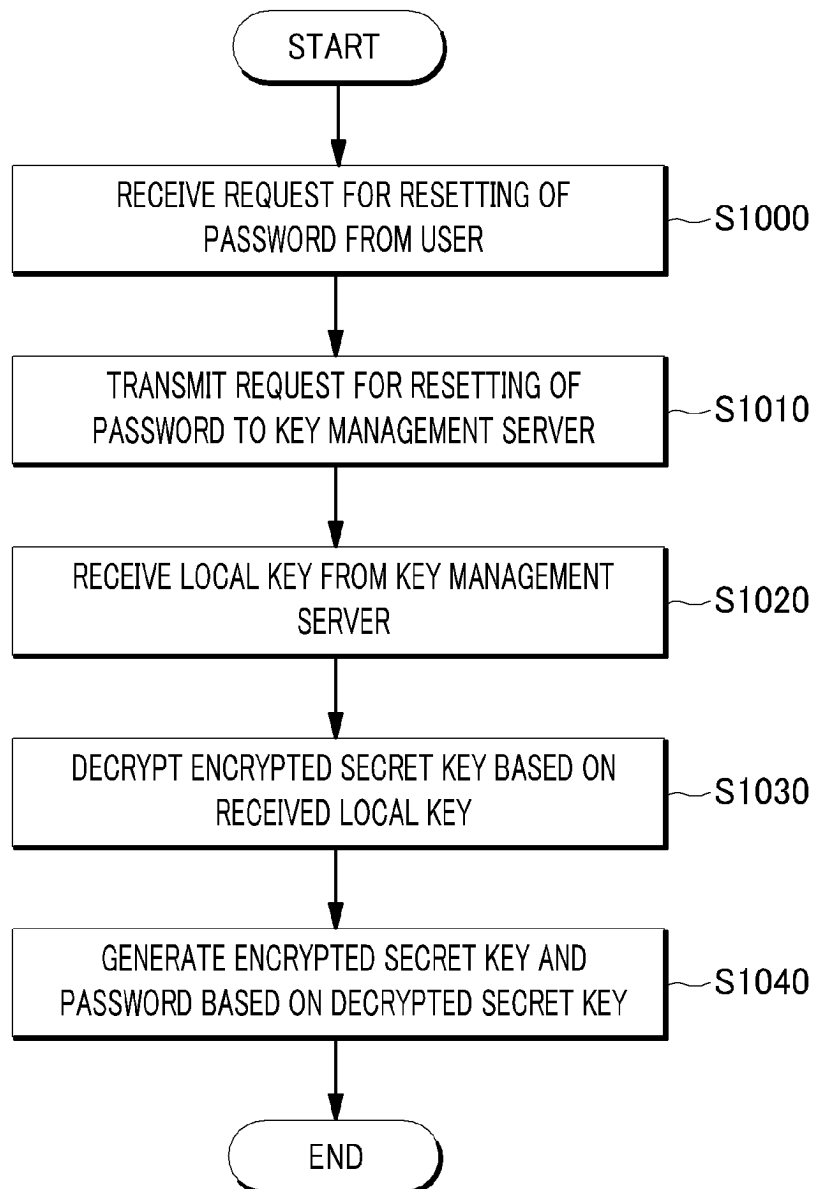 START
RECEIVE REQUEST FOR RESETTING OF
PASSWORD FROM USER
S1000
TRANSMIT REQUEST FOR RESETTING OF
PASSWORD TO KEY MANAGEMENT SERVER
S1010
RECEIVE LOCAL KEY FROM KEY MANAGEMENT
SERVER
S1020
DECRYPT ENCRYPTED SECRET KEY BASED ON
RECEIVED LOCAL KEY
S1030
GENERATE ENCRYPTED SECRET KEY AND
PASSWORD BASED ON DECRYPTED SECRET KEY
S1040
END